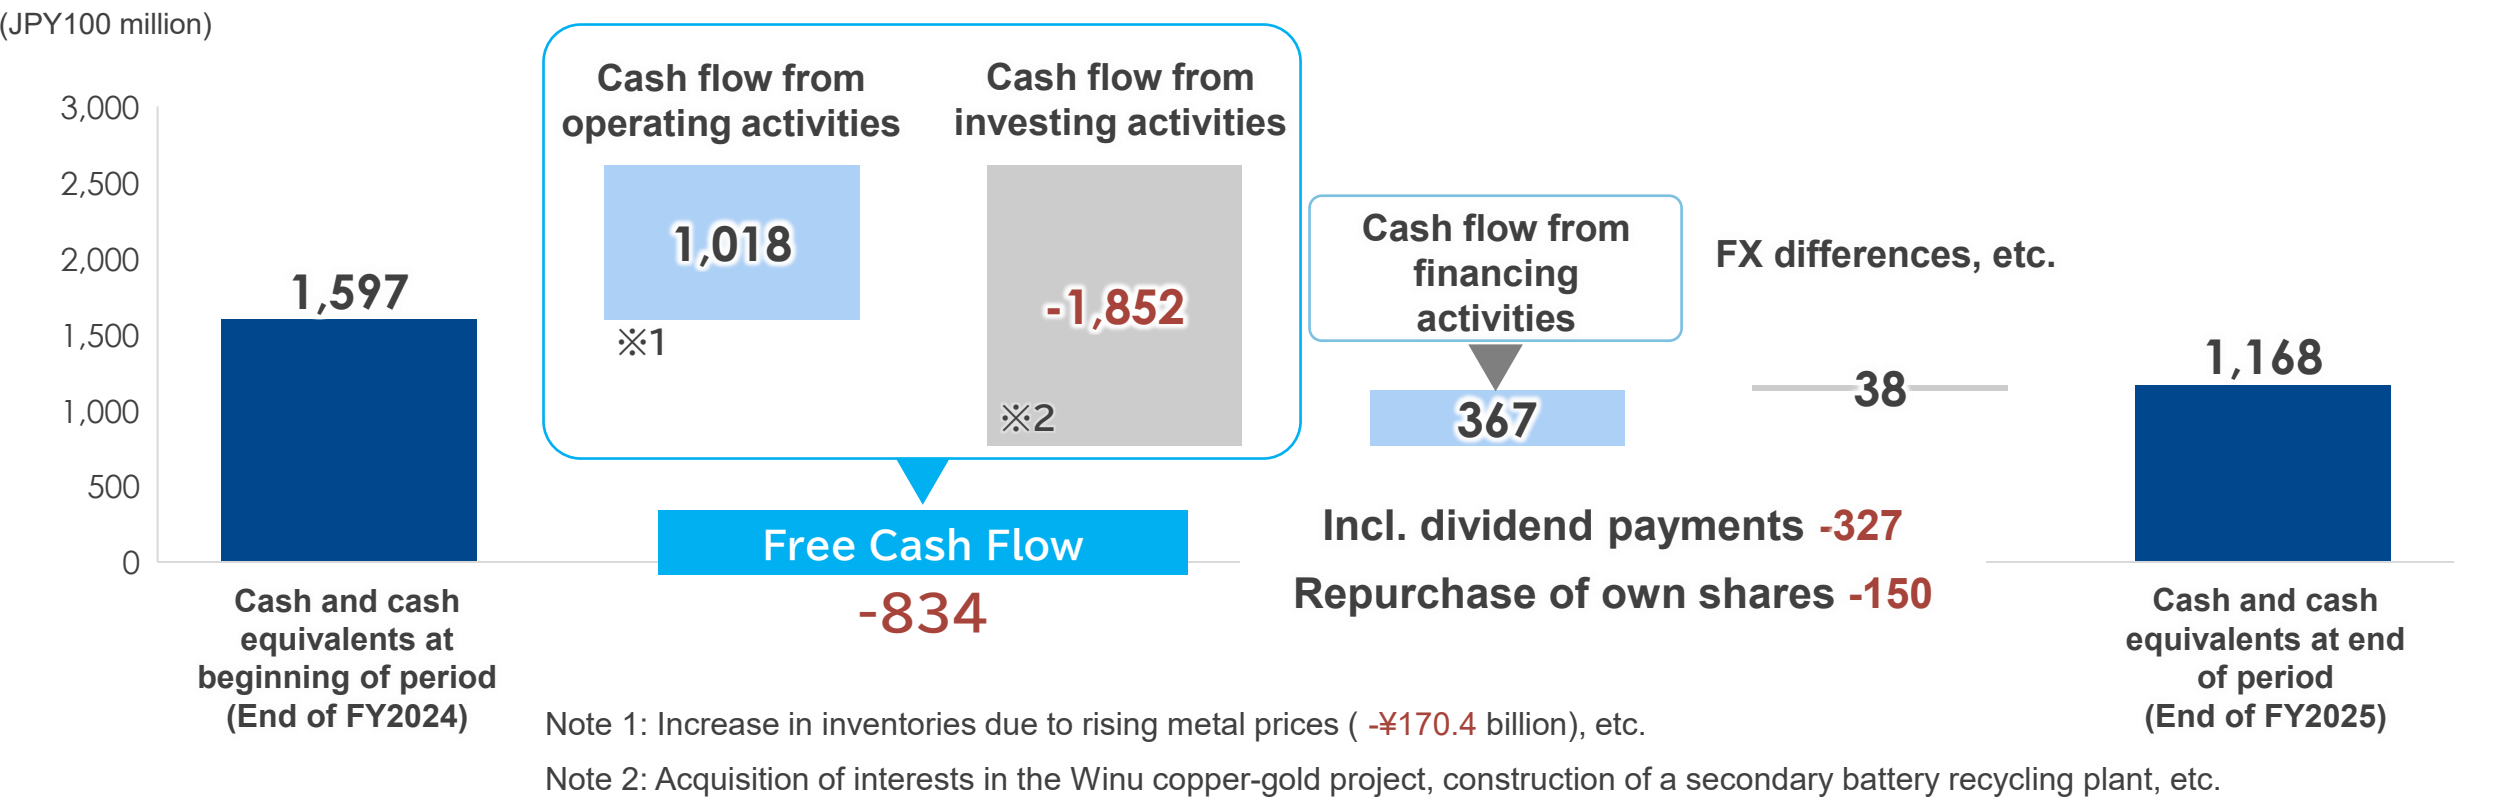 (JPY100 million)
Cash flow from
operating activities
Cash flow from
investing activities
3,000
2,500
2,000
1,500
1,000
500
0
1,597
1,018
※1
-1,852
※2
Cash flow from
financing
activities
367
FX differences, etc.
38
1,168
Free Cash Flow
-834
Incl. dividend payments -327
Repurchase of own shares -150
Cash and cash
equivalents at
beginning of period
(End of FY2024)
Cash and cash
equivalents at end
of period
(End of FY2025)
Note 1: Increase in inventories due to rising metal prices ( -¥170.4 billion), etc.
Note 2: Acquisition of interests in the Winu copper-gold project, construction of a secondary battery recycling plant, etc.